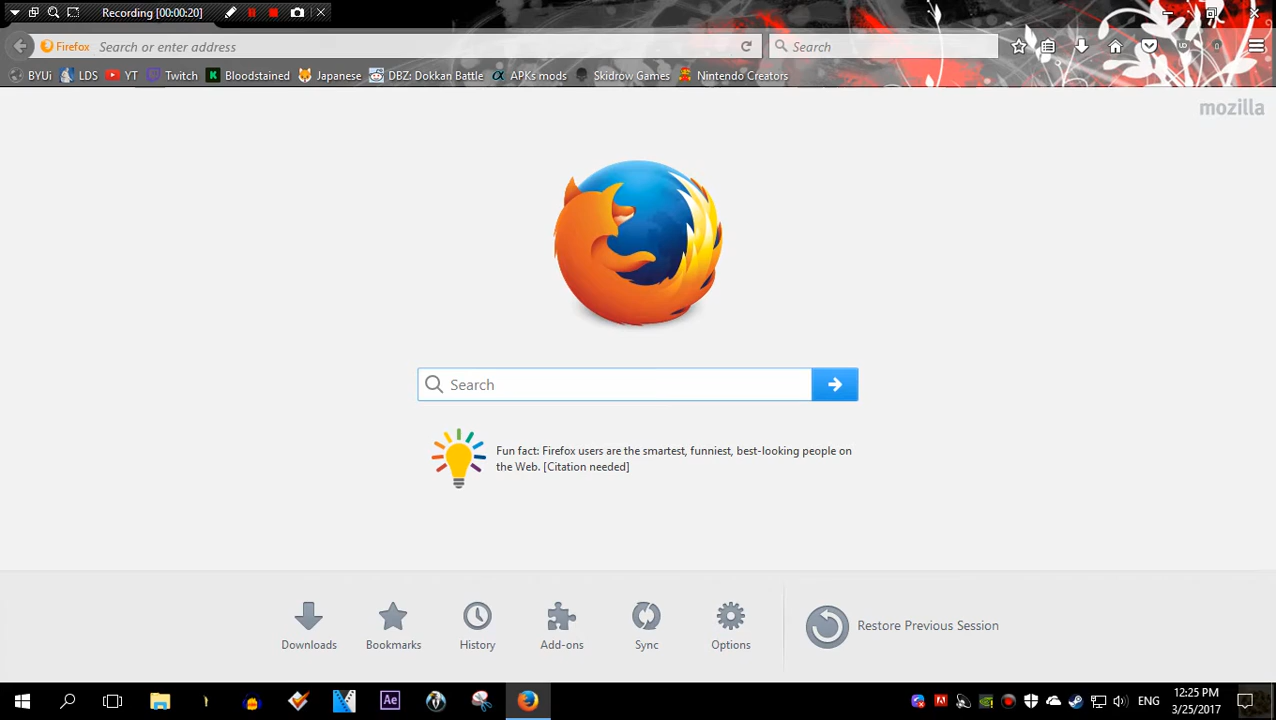 Recording [00:00:20]
Firefox Search or enter address
Search
BYUi LDS YT Twitch Bloodstained Japanese DBZ: Dokkan Battle APKs mods Skidrow Games Nintendo Creators
mozilla
Search
Fun fact: Firefox users are the smartest, funniest, best-looking people on
the Web. [Citation needed]
Downloads Bookmarks History Add-ons Sync Options
Restore Previous Session
Ae
ENG
12:25 PM
3/25/2017